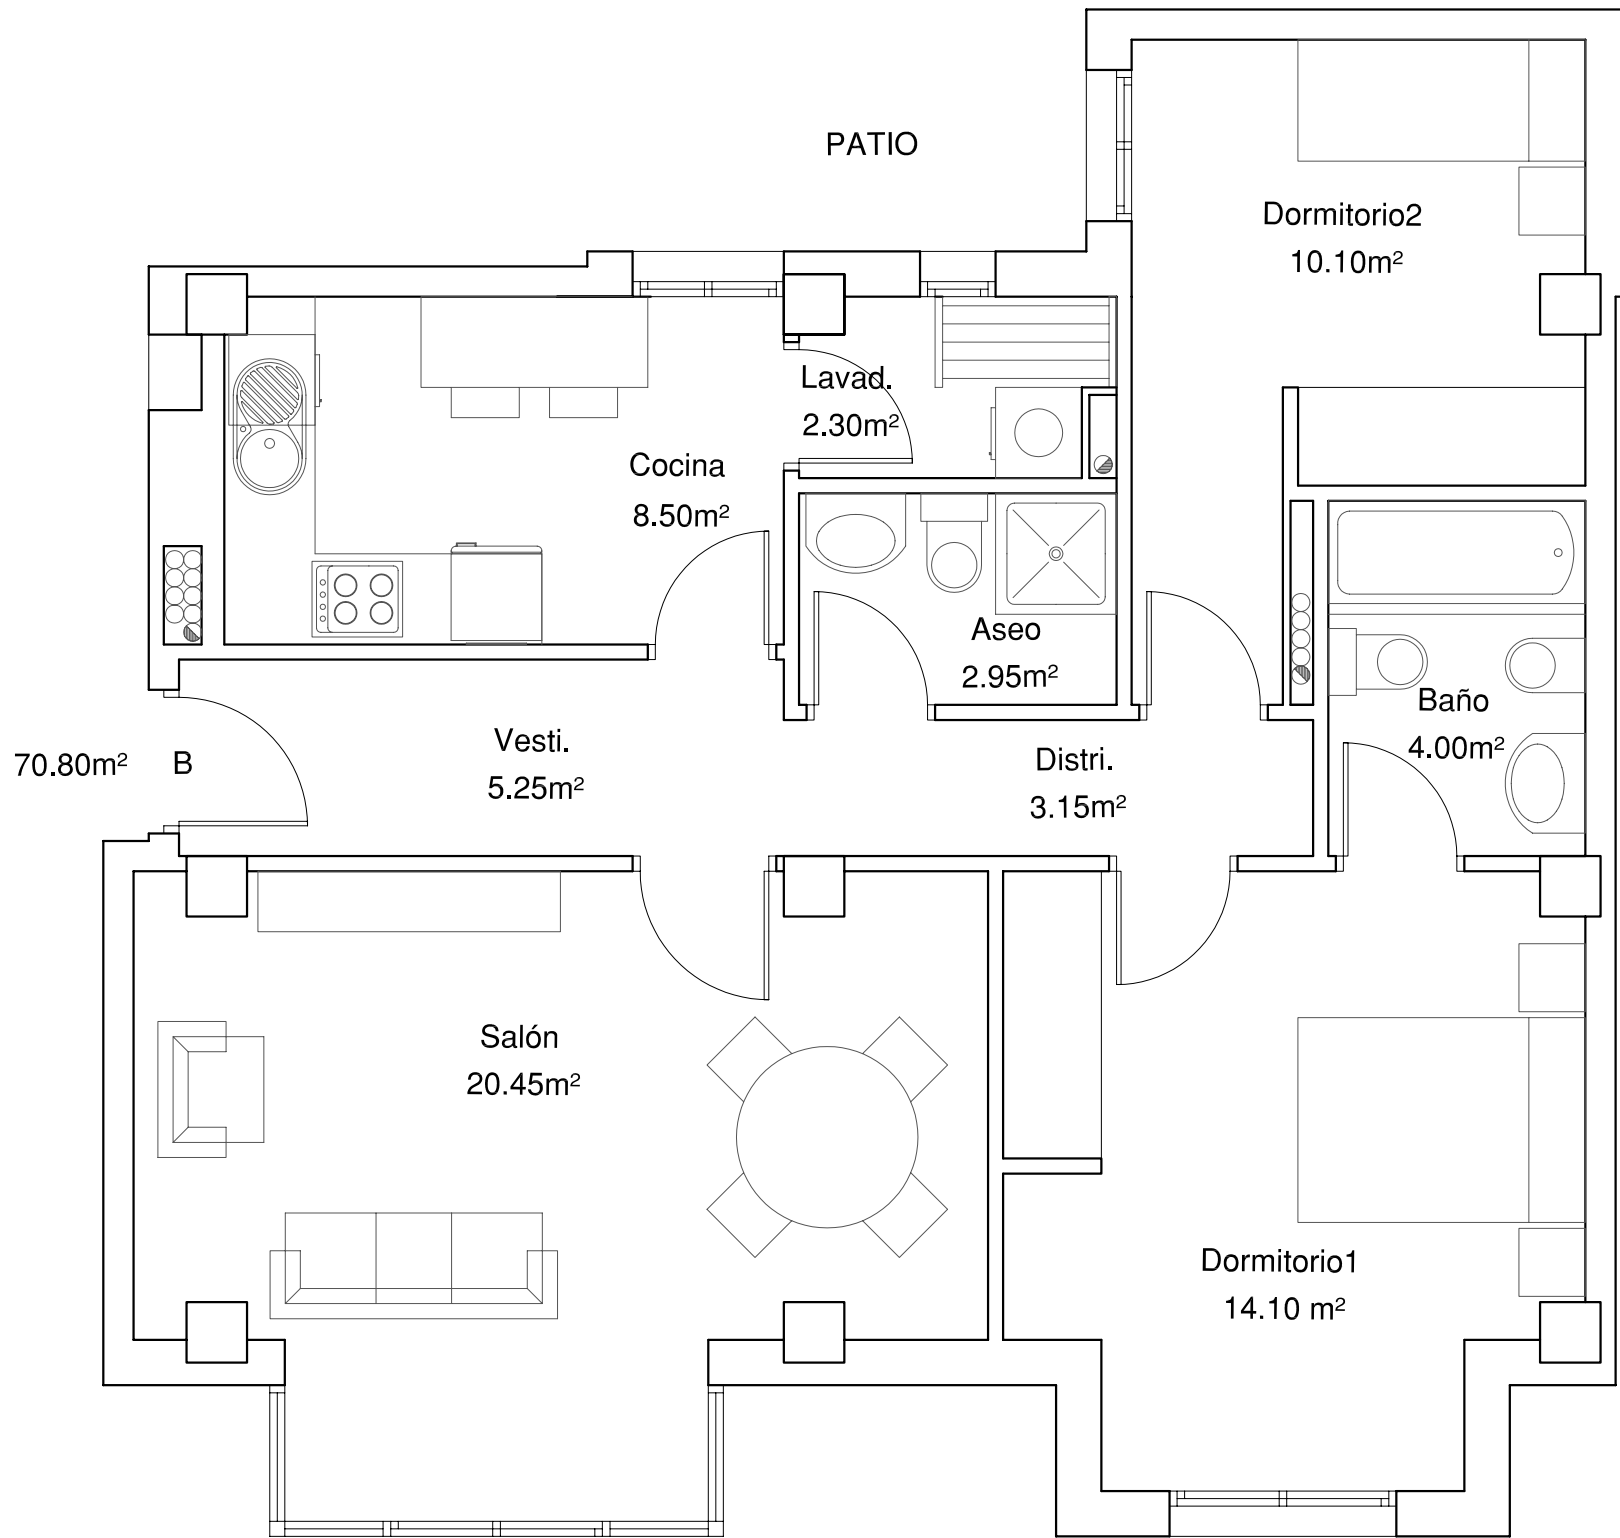 PATIO
Dormitorio2
10.10m²
Lavad.
2.30m²
Cocina
8.50m²
Aseo
2.95m²
Baño
4.00m²
Vesti.
5.25m²
Distri.
3.15m²
70.80m² B
Salón
20.45m²
Dormitorio1
14.10 m²